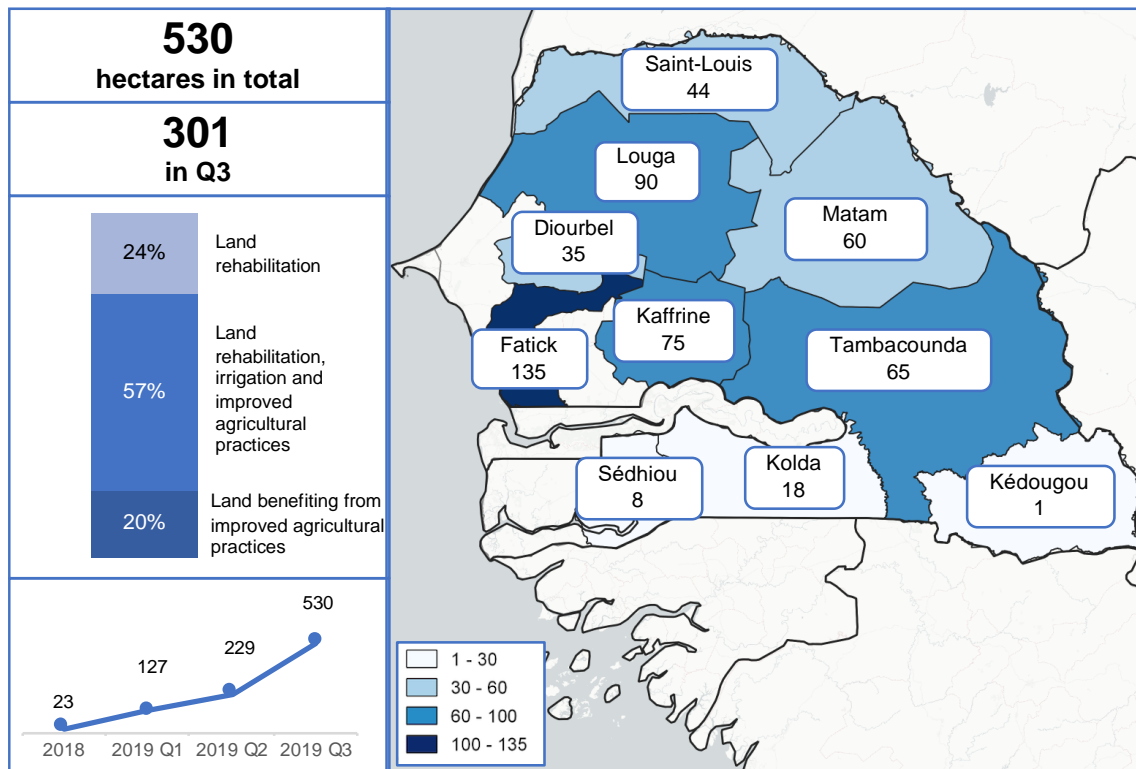 530
hectares in total
301
in Q3
24%
Land
rehabilitation
57%
Land
rehabilitation,
irrigation and
improved
agricultural
practices
20%
Land benefiting from
improved agricultural
practices
23
127
229
530
2018
2019 Q1
2019 Q2
2019 Q3
Saint-Louis
44
Louga
90
Matam
60
Diourbel
35
Kaffrine
75
Fatick
135
Tambacounda
65
Sédhiou
8
Kolda
18
Kédougou
1
1 - 30
30 - 60
60 - 100
100 - 135